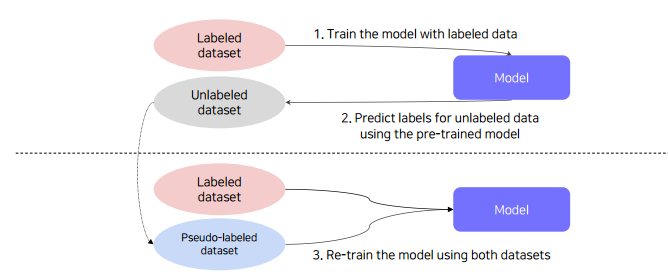 Labeled
dataset
1. Train the model with labeled data
Model
Unlabeled
dataset
2. Predict labels for unlabeled data
using the pre-trained model
Labeled
dataset
Model
Pseudo-labeled
dataset
3. Re-train the model using both datasets